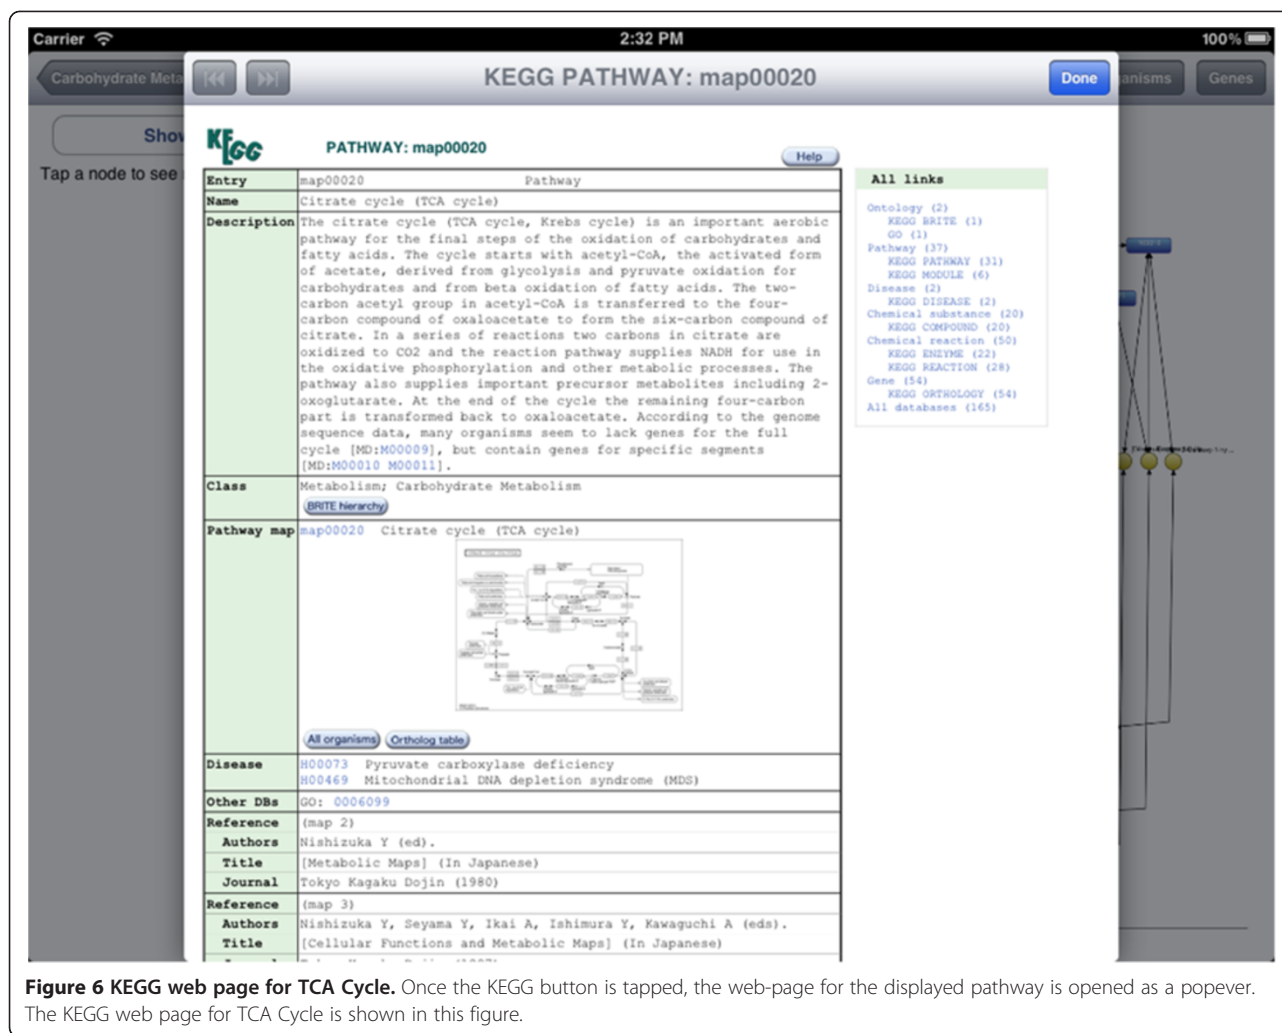 Carrier 2:32 PM 100%
Carbohydrate Meta KEGG PATHWAY: map00020 Done anisms Genes
Show
Tap a node to see
KEGG PATHWAY: map00020
Help
Entry map00020 Pathway
Name Citrate cycle (TCA cycle)
Description The citrate cycle (TCA cycle, Krebs cycle) is an important aerobic
pathway for the final steps of the oxidation of carbohydrates and
fatty acids. The cycle starts with acetyl-CoA, the activated form
of acetate, derived from glycolysis and pyruvate oxidation for
carbohydrates and from beta oxidation of fatty acids. The two-
carbon acetyl group in acetyl-CoA is transferred to the four-
carbon compound of oxaloacetate to form the six-carbon compound of
citrate. In a series of reactions two carbons in citrate are
oxidized to CO2 and the reaction pathway supplies NADH for use in
the oxidative phosphorylation and other metabolic processes. The
pathway also supplies important precursor metabolites including 2-
oxoglutarate. At the end of the cycle the remaining four-carbon
part is transformed back to oxaloacetate. According to the genome
sequence data, many organisms seem to lack genes for the full
cycle [MD:M00009], but contain genes for specific segments
[MD:M00010 M00011].
Class Metabolism; Carbohydrate Metabolism
BRITE hierarchy
Pathway map map00020 Citrate cycle (TCA cycle)
All organisms Ortholog table
Disease H00073 Pyruvate carboxylase deficiency
H00469 Mitochondrial DNA depletion syndrome (MDS)
Other DBs GO: 0006099
Reference (map 2)
Authors Nishizuka Y (ed).
Title [Metabolic Maps] (In Japanese)
Journal Tokyo Kagaku Dojin (1980)
Reference (map 3)
Authors Nishizuka Y, Seyama Y, Ikai A, Ishimura Y, Kawaguchi A (eds).
Title [Cellular Functions and Metabolic Maps] (In Japanese)
All links
Ontology (2)
KEGG BRITE (1)
GO (1)
Pathway (37)
KEGG PATHWAY (31)
KEGG MODULE (6)
Disease (2)
KEGG DISEASE (2)
Chemical substance (20)
KEGG COMPOUND (20)
Chemical reaction (50)
KEGG ENZYME (22)
KEGG REACTION (28)
Gene (54)
KEGG ORTHOLOGY (54)
All databases (165)
Figure 6 KEGG web page for TCA Cycle. Once the KEGG button is tapped, the web-page for the displayed pathway is opened as a popever.
The KEGG web page for TCA Cycle is shown in this figure.